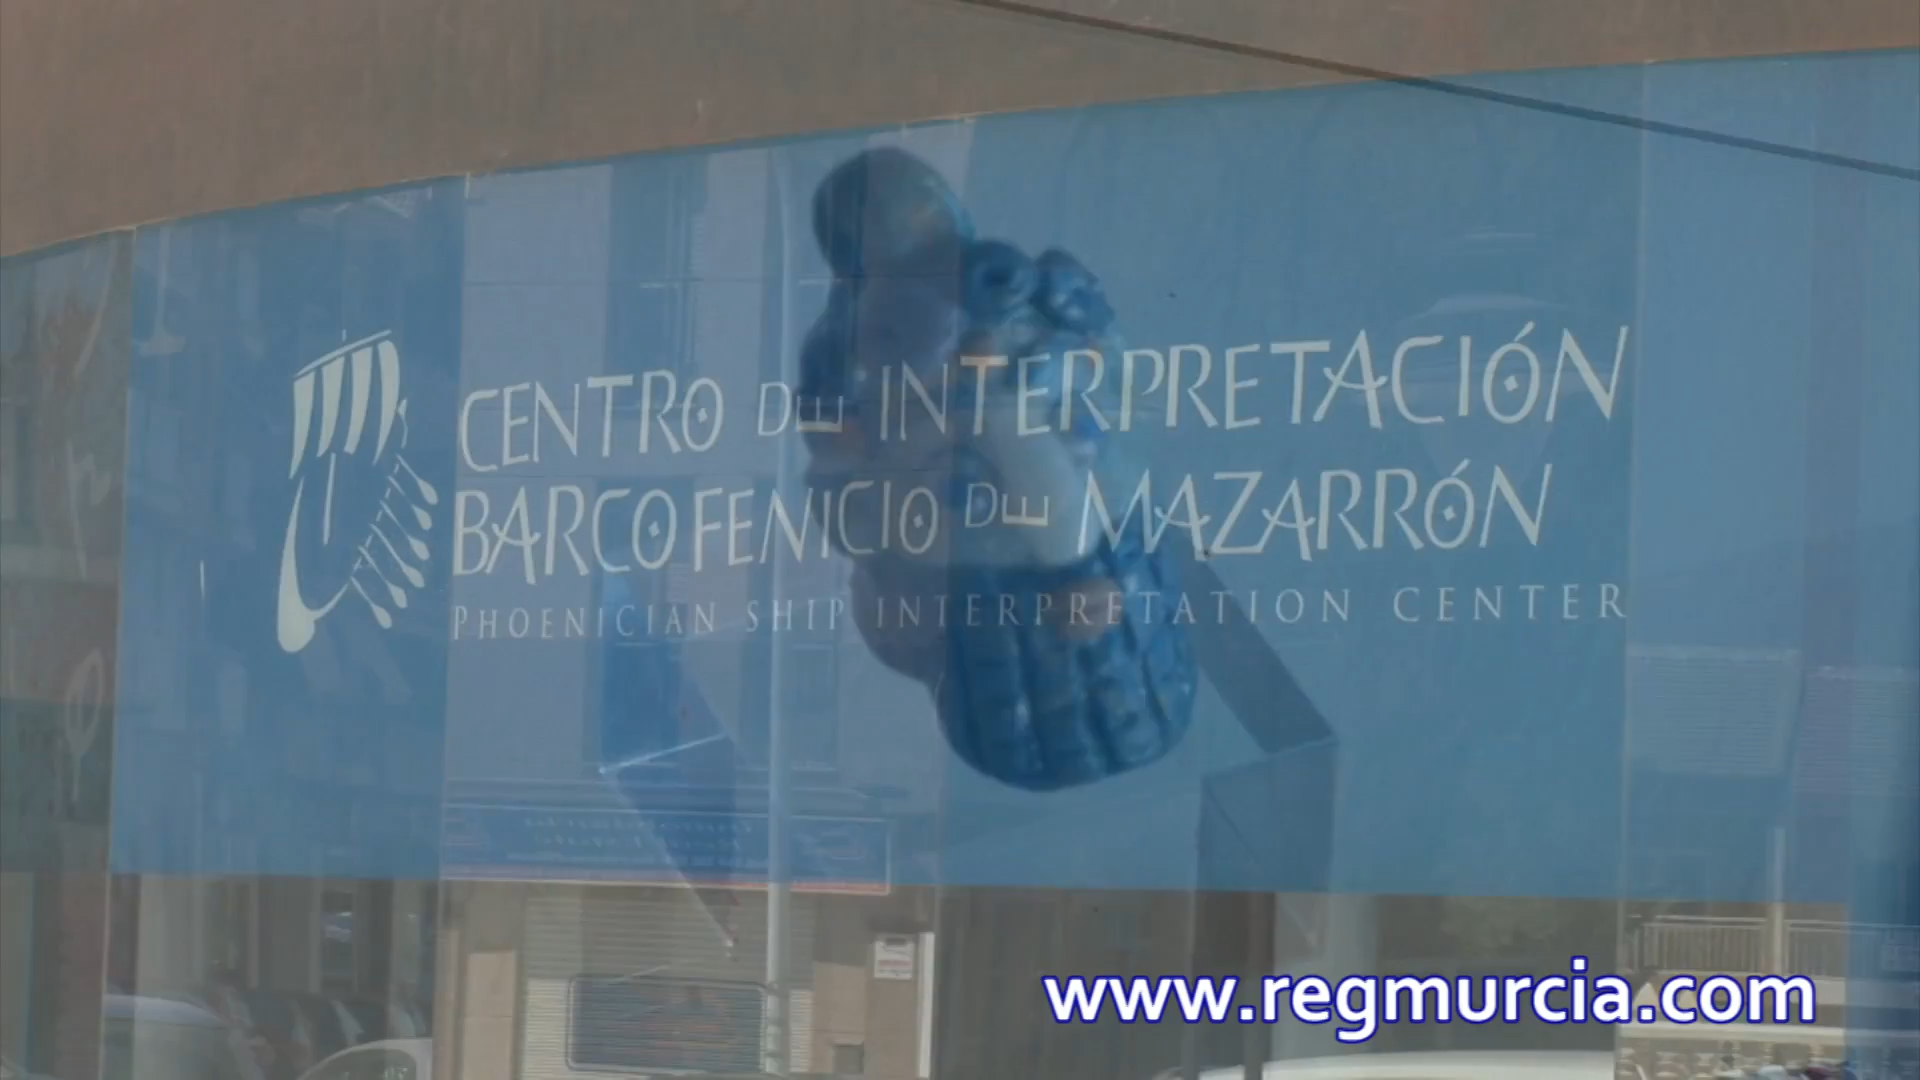 CENTRO DE INTERPRETACIÓN
BARCO FENICIO DE MAZARRÓN
PHOENICIAN SHIP INTERPRETATION CENTER
www.regmurcia.com